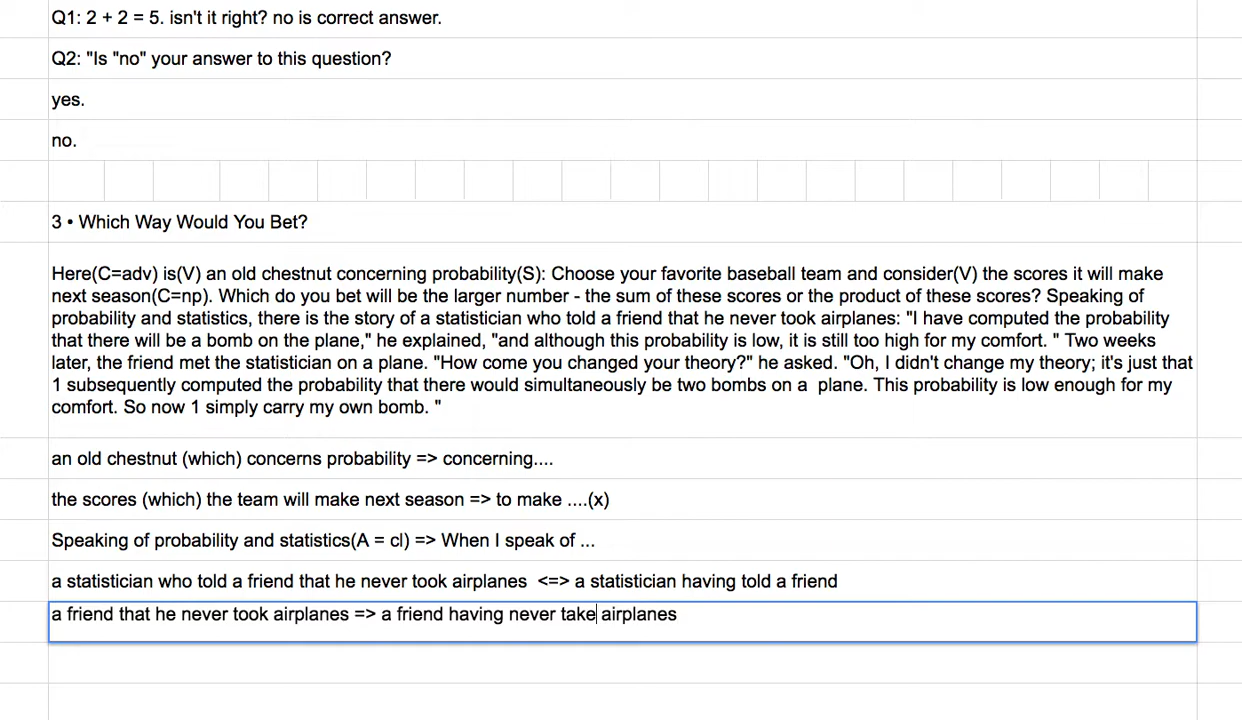 Q1: 2 + 2 = 5. isn't it right? no is correct answer.
Q2: "Is "no" your answer to this question?
yes.
no.
3 • Which Way Would You Bet?
Here(C=adv) is(V) an old chestnut concerning probability(S): Choose your favorite baseball team and consider(V) the scores it will make
next season(C=np). Which do you bet will be the larger number - the sum of these scores or the product of these scores? Speaking of
probability and statistics, there is the story of a statistician who told a friend that he never took airplanes: "I have computed the probability
that there will be a bomb on the plane," he explained, "and although this probability is low, it is still too high for my comfort. " Two weeks
later, the friend met the statistician on a plane. "How come you changed your theory?" he asked. "Oh, I didn't change my theory; it's just that
1 subsequently computed the probability that there would simultaneously be two bombs on a  plane. This probability is low enough for my
comfort. So now 1 simply carry my own bomb. "
an old chestnut (which) concerns probability => concerning....
the scores (which) the team will make next season => to make ....(x)
Speaking of probability and statistics(A = cl) => When I speak of ...
a statistician who told a friend that he never took airplanes  <=> a statistician having told a friend
a friend that he never took airplanes => a friend having never take airplanes